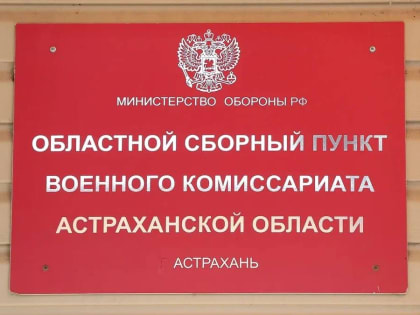 МИНИСТЕРСТВО ОБОРОНЫ РФ
ОБЛАСТНОЙ СБОРНЫЙ ПУНКТ
ВОЕННОГО КОМИССАРИАТА
АСТРАХАНСКОЙ ОБЛАСТИ
АСТРАХАНЬ